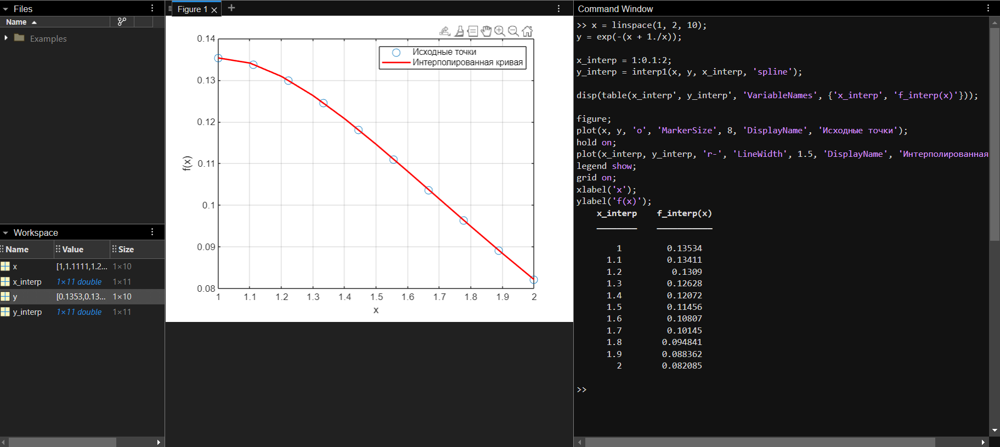 Files
Name
Examples
Workspace
Name Value Size
x [1,1.1111,1.2... 1×10
x_interp 1×11 double 1×11
y [0.1353,0.13... 1×10
y_interp 1×11 double 1×11
Figure 1
0.14
0.13
0.12
0.11
0.1
0.09
0.08
f(x)
Исходные точки
Интерполированная кривая
1 1.1 1.2 1.3 1.4 1.5 1.6 1.7 1.8 1.9 2
x
Command Window
>> x = linspace(1, 2, 10);
y = exp(-(x + 1./x));
x_interp = 1:0.1:2;
y_interp = interp1(x, y, x_interp, 'spline');
disp(table(x_interp', y_interp', 'VariableNames', {'x_interp', 'f_interp(x)'}));
figure;
plot(x, y, 'o', 'MarkerSize', 8, 'DisplayName', 'Исходные точки');
hold on;
plot(x_interp, y_interp, 'r-', 'LineWidth', 1.5, 'DisplayName', 'Интерполированная
legend show;
grid on;
xlabel('x');
ylabel('f(x)');
x_interp f_interp(x)
1 0.13534
1.1 0.13411
1.2 0.1309
1.3 0.12628
1.4 0.12072
1.5 0.11456
1.6 0.10807
1.7 0.10145
1.8 0.094841
1.9 0.088362
2 0.082085
>>